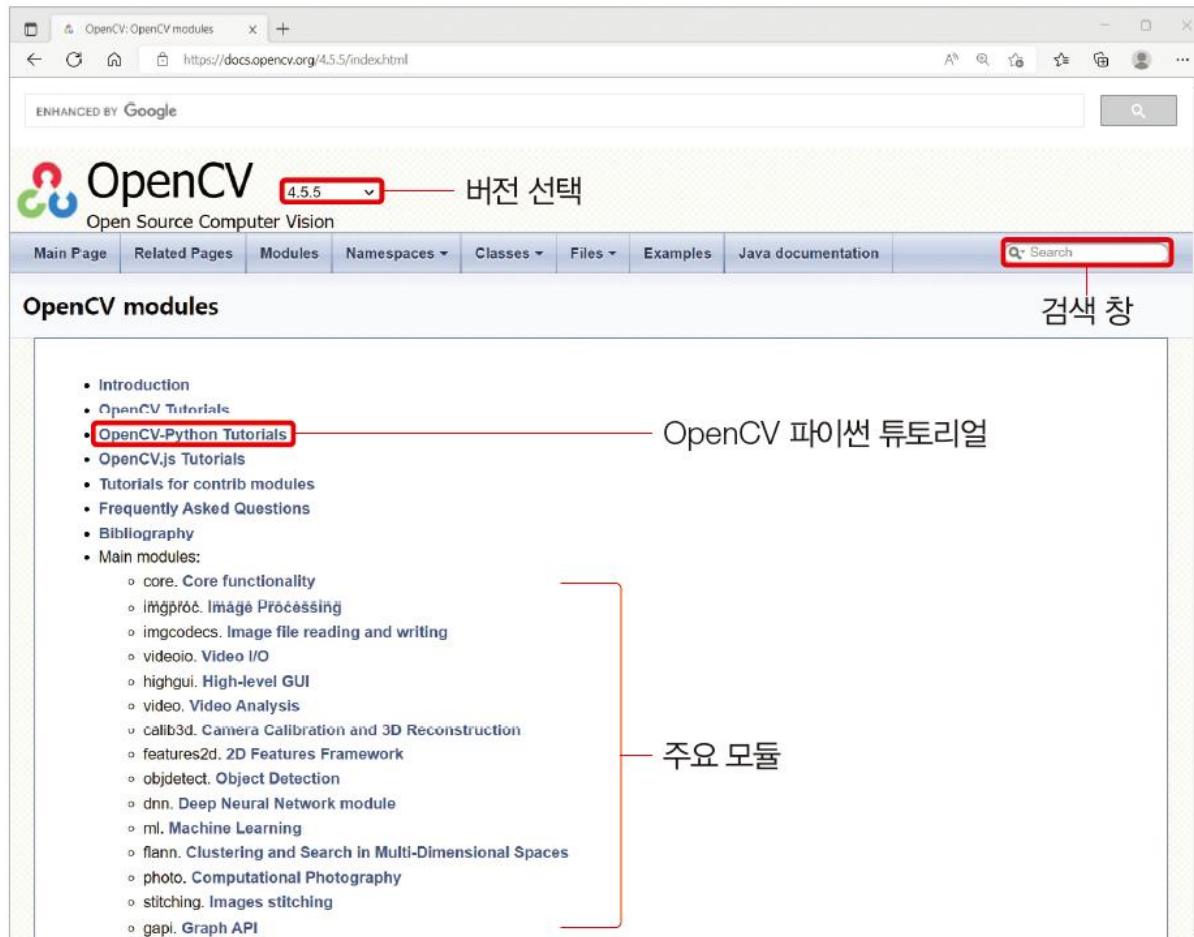 OpenCV: OpenCV modules
https://docs.opencv.org/4.5.5/index.html
ENHANCED BY Google
OpenCV 4.5.5 버전 선택
Open Source Computer Vision
Main Page Related Pages Modules Namespaces Classes Files Examples Java documentation Search
OpenCV modules 검색 창
Introduction
OpenCV Tutorials
OpenCV-Python Tutorials OpenCV 파이썬 튜토리얼
OpenCV.js Tutorials
Tutorials for contrib modules
Frequently Asked Questions
Bibliography
Main modules:
core. Core functionality
imgproc. Image Processing
imgcodecs. Image file reading and writing
videoio. Video I/O
highgui. High-level GUI
video. Video Analysis
calib3d. Camera Calibration and 3D Reconstruction
features2d. 2D Features Framework 주요 모듈
objdetect. Object Detection
dnn. Deep Neural Network module
ml. Machine Learning
flann. Clustering and Search in Multi-Dimensional Spaces
photo. Computational Photography
stitching. Images stitching
gapi. Graph API